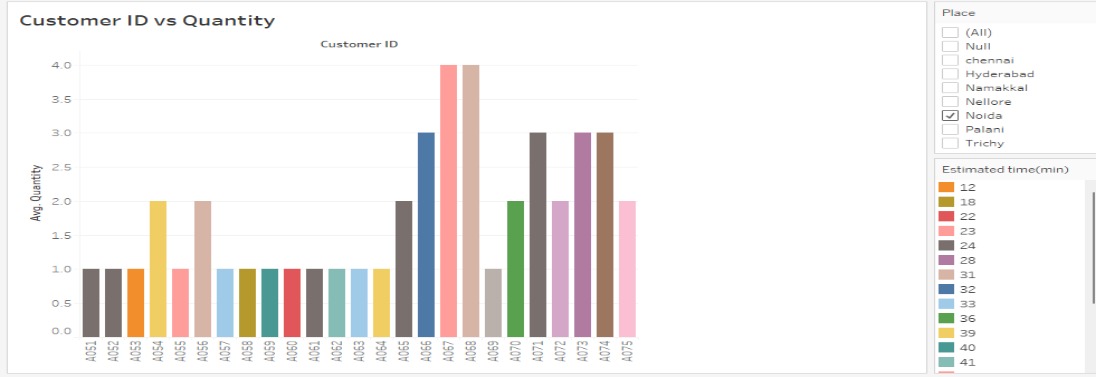 Customer ID vs Quantity
Customer ID
4.0
3.5
3.0
2.5
2.0
1.5
1.0
0.5
0.0
Avg. Quantity
A051
A052
A053
A054
A055
A056
A057
A058
A059
A060
A061
A062
A063
A064
A065
A066
A067
A068
A069
A070
A071
A072
A073
A074
A075
Place
(All)
Null
chennai
Hyderabad
Namakkal
Nellore
Noida
Palani
Trichy
Estimated time(min)
12
18
22
23
24
28
31
32
33
36
39
40
41